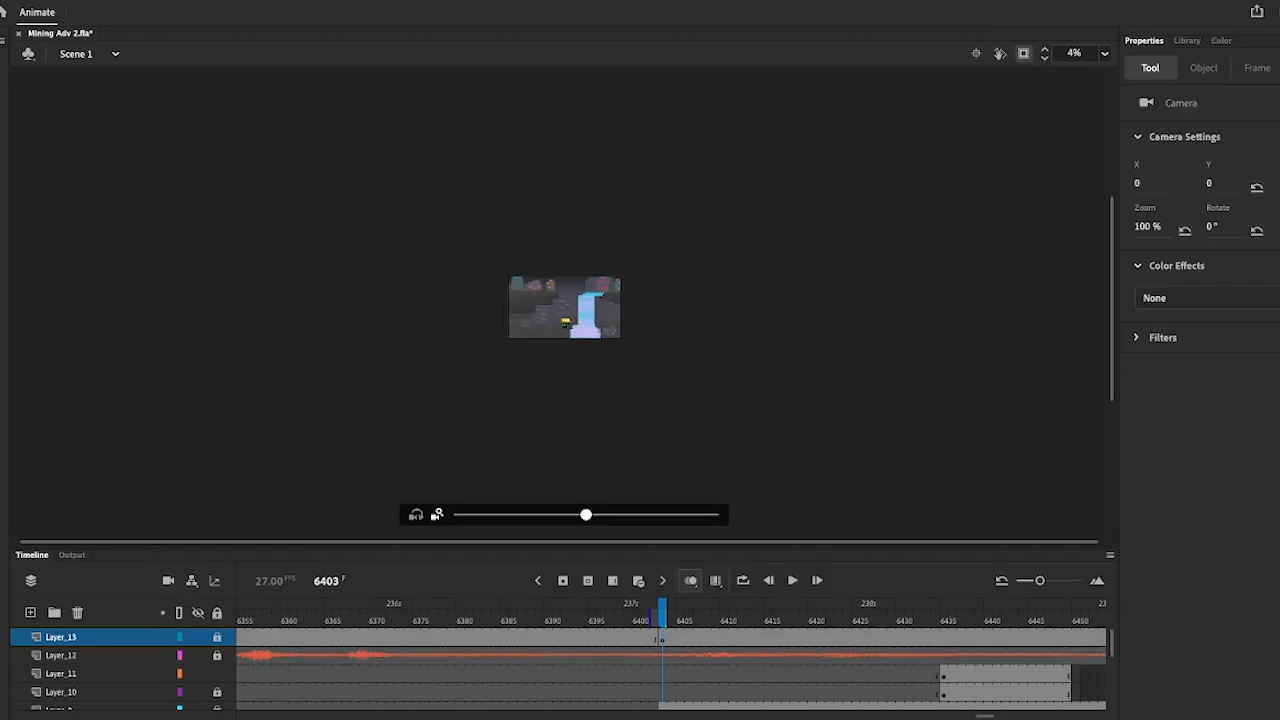 Animate
Mining Adv 2.fla*
Scene 1
4%
Properties Library Color
Tool Object Frame
Camera
Camera Settings
X Y
0 0
Zoom Rotate
100 % 0°
Color Effects
None
Filters
Timeline Output
27.00 FPS 6403 F
236s 237s 238s 23
6355 6360 6365 6370 6375 6380 6385 6390 6395 6400 6405 6410 6415 6420 6425 6430 6435 6440 6445 6450
Layer_13
Layer_12
Layer_11
Layer_10